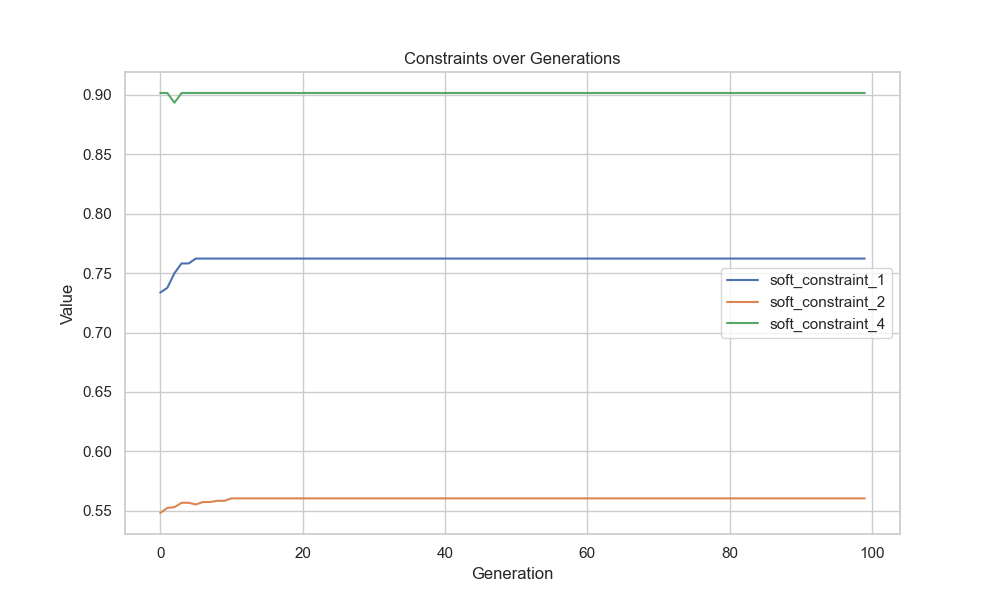 Constraints over Generations
0.90
0.85
0.80
0.75
0.70
0.65
0.60
0.55
Value
soft_constraint_1
soft_constraint_2
soft_constraint_4
0 20 40 60 80 100
Generation